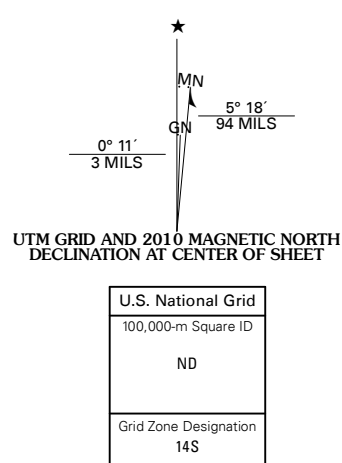 ★
MN
5° 18´
94 MILS
GN
0° 11´
3 MILS
UTM GRID AND 2010 MAGNETIC NORTH
DECLINATION AT CENTER OF SHEET
U.S. National Grid
100,000-m Square ID
ND
Grid Zone Designation
14S